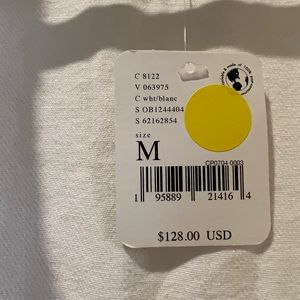 C 8122
V 063975
C wht/blanc
S OB1244404
S 62162854
size
M
CP0704 0003
1 95889 21416 4
$128.00 USD